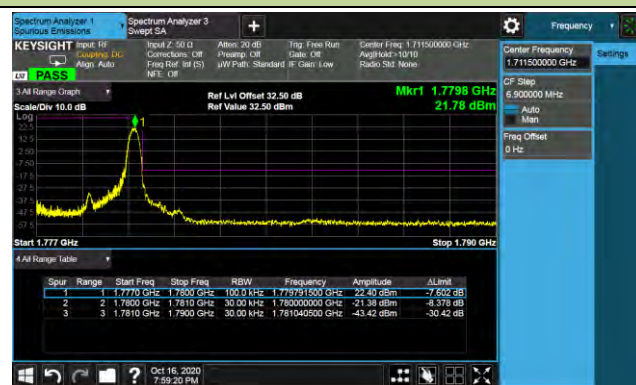 Spectrum Analyzer 1
Spurious Emissions
Spectrum Analyzer 3
Swept SA
+
Frequency
KEYSIGHT
Input: RF
Coupling: DC
Align: Auto
Input Z: 50 Ω
Corrections: Off
Freq Ref: Int (S)
NFE: Off
Atten: 20 dB
Preamp: Off
µW Path: Standard
Trig: Free Run
Gate: Off
IF Gain: Low
Center Freq: 1.711500000 GHz
Avg|Hold:>10/10
Radio Std: None
PASS
Center Frequency
1.711500000 GHz
Settings
CF Step
6.900000 MHz
Auto
Man
Freq Offset
0 Hz
3 All Range Graph
Scale/Div 10.0 dB
Ref Lvl Offset 32.50 dB
Ref Value 32.50 dBm
Mkr1 1.7798 GHz
21.78 dBm
Log
22.5
12.5
2.50
-7.50
-17.5
-27.5
-37.5
-47.5
-57.5
1
Start 1.777 GHz
Stop 1.790 GHz
4 All Range Table
Spur Range Start Freq Stop Freq RBW Frequency Amplitude ΔLimit
1 1 1.7770 GHz 1.7800 GHz 100.0 kHz 1.779791500 GHz 22.40 dBm -7.602 dB
2 2 1.7800 GHz 1.7810 GHz 30.00 kHz 1.780000000 GHz -21.38 dBm -8.378 dB
3 3 1.7810 GHz 1.7900 GHz 30.00 kHz 1.781040500 GHz -43.42 dBm -30.42 dB
?
Oct 16, 2020
7:59:20 PM